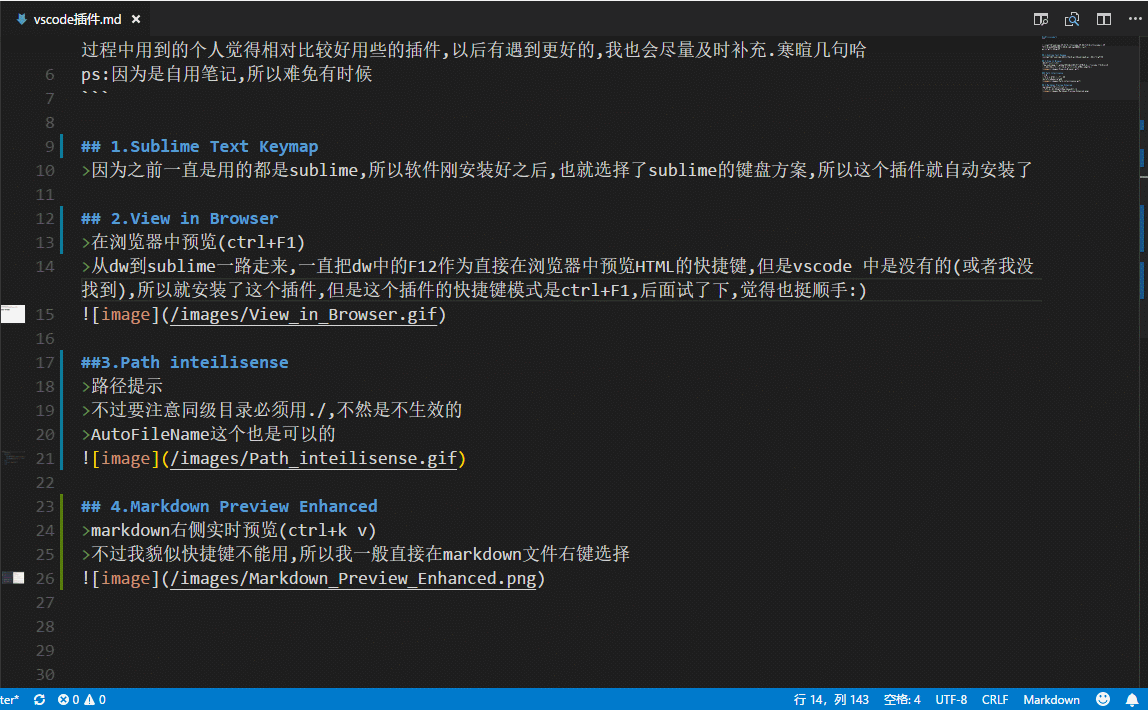 vscode插件.md
过程中用到的个人觉得相对比较好用些的插件,以后有遇到更好的,我也会尽量及时补充.寒暄几句哈
6 ps:因为是自用笔记,所以难免有时候
7 ```
8
9 ## 1.Sublime Text Keymap
10 >因为之前一直是用的都是sublime,所以软件刚安装好之后,也就选择了sublime的键盘方案,所以这个插件就自动安装了
11
12 ## 2.View in Browser
13 >在浏览器中预览(ctrl+F1)
14 >从dw到sublime一路走来,一直把dw中的F12作为直接在浏览器中预览HTML的快捷键,但是vscode 中是没有的(或者我没
找到),所以就安装了这个插件,但是这个插件的快捷键模式是ctrl+F1,后面试了下,觉得也挺顺手:)
15 ![image](/images/View_in_Browser.gif)
16
17 ##3.Path inteilisense
18 >路径提示
19 >不过要注意同级目录必须用./,不然是不生效的
20 >AutoFileName这个也是可以的
21 ![image](/images/Path_inteilisense.gif)
22
23 ## 4.Markdown Preview Enhanced
24 >markdown右侧实时预览(ctrl+k v)
25 >不过我貌似快捷键不能用,所以我一般直接在markdown文件右键选择
26 ![image](/images/Markdown_Preview_Enhanced.png)
27
28
29
30
ter* 0 0 行 14，列 143 空格: 4 UTF-8 CRLF Markdown